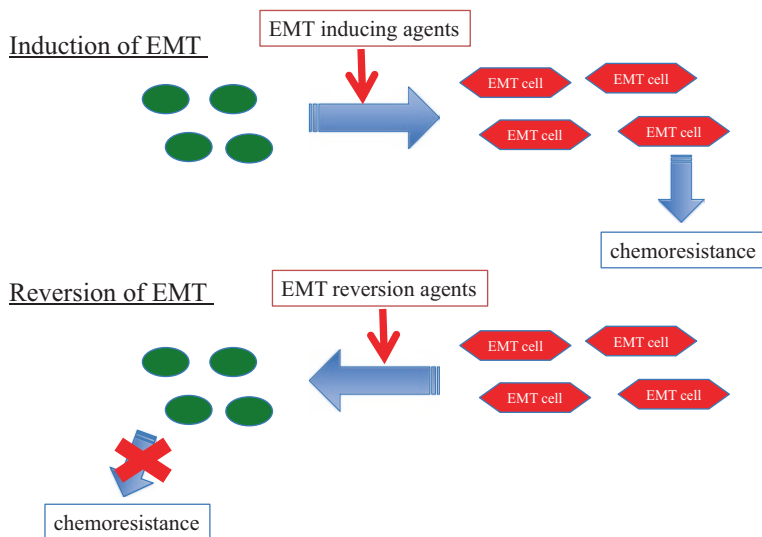 EMT inducing agents
Induction of EMT
EMT cell
EMT cell
EMT cell
EMT cell
chemoresistance
Reversion of EMT
EMT reversion agents
EMT cell
EMT cell
EMT cell
EMT cell
chemoresistance